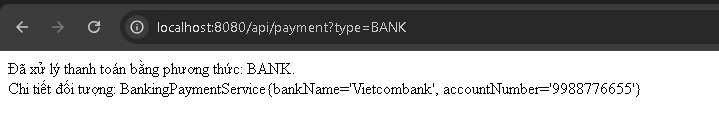 localhost:8080/api/payment?type=BANK
Đã xử lý thanh toán bằng phương thức: BANK.
Chi tiết đối tượng: BankingPaymentService{bankName='Vietcombank', accountNumber='9988776655'}